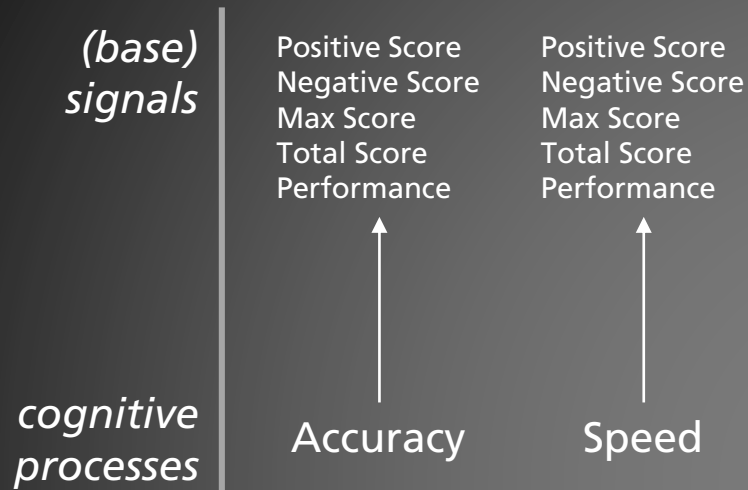 (base)
signals
Positive Score
Negative Score
Max Score
Total Score
Performance
Positive Score
Negative Score
Max Score
Total Score
Performance
cognitive
processes
Accuracy
Speed